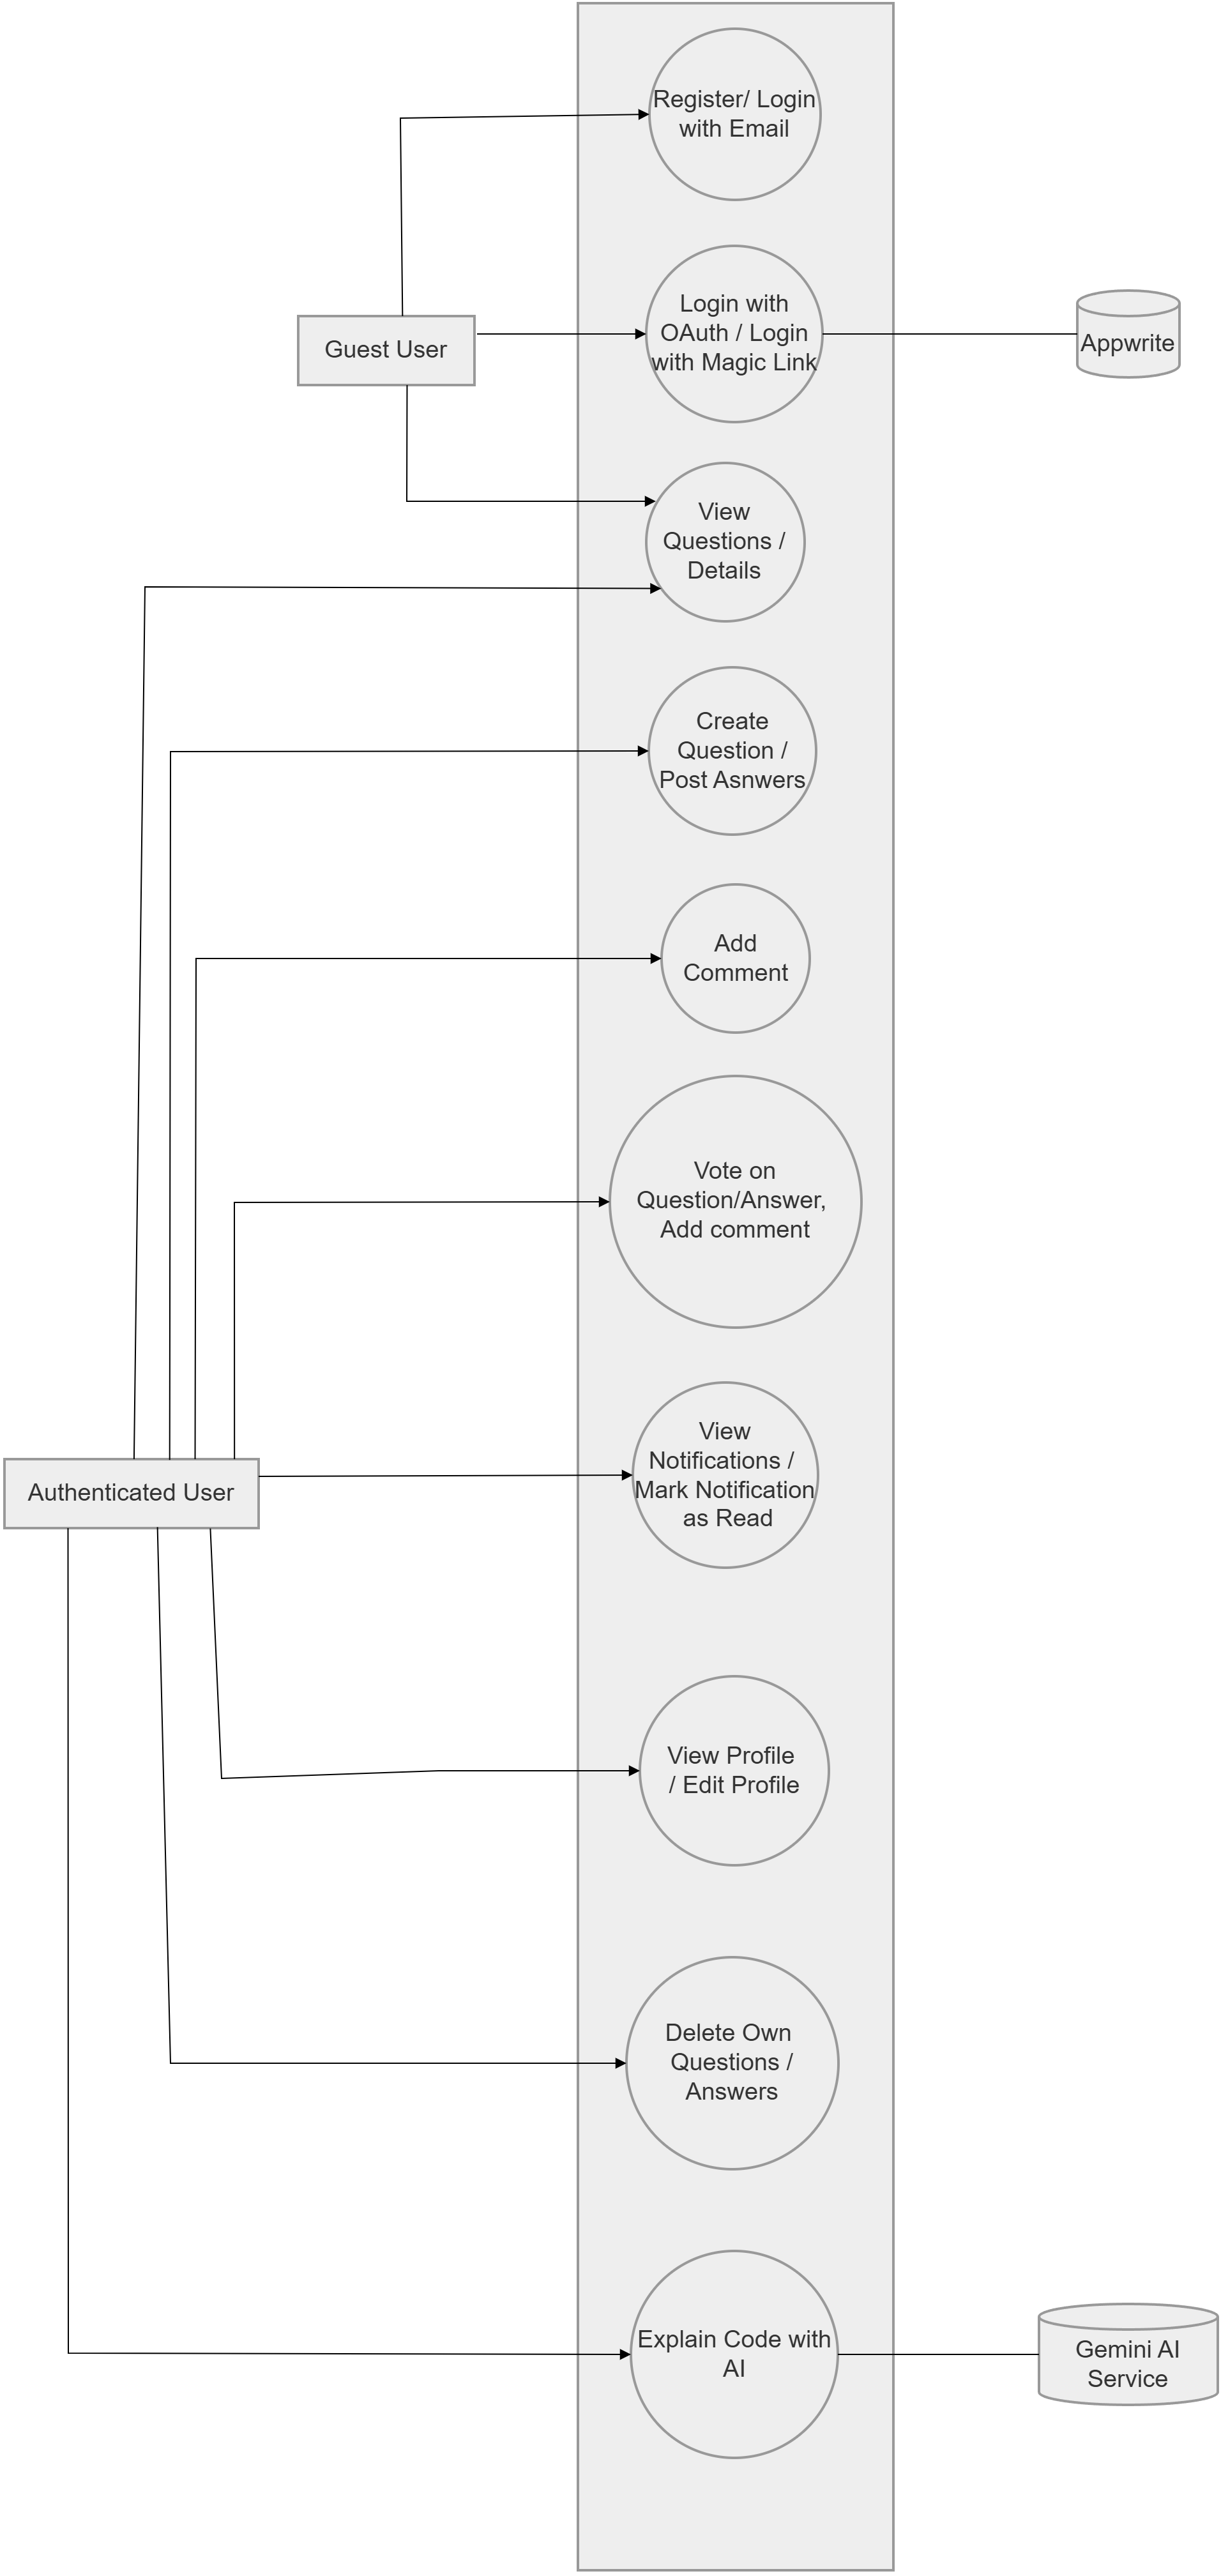 Register/ Login
with Email
Login with
OAuth / Login
with Magic Link
Appwrite
Guest User
View
Questions /
Details
Create
Question /
Post Asnwers
Add
Comment
Vote on
Question/Answer,
Add comment
View
Notifications /
Mark Notification
as Read
Authenticated User
View Profile
/ Edit Profile
Delete Own
Questions /
Answers
Explain Code with
AI
Gemini AI
Service